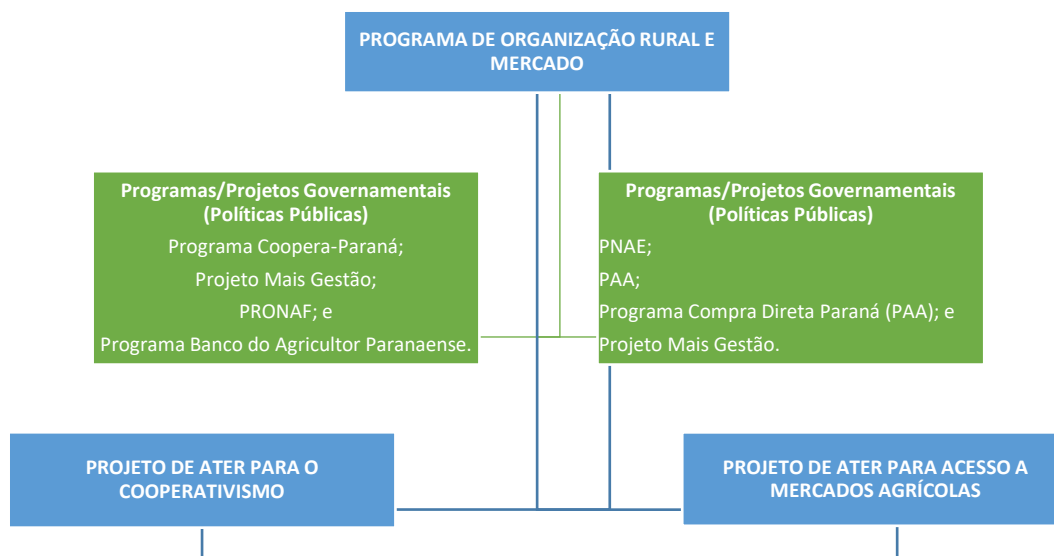 PROGRAMA DE ORGANIZAÇÃO RURAL E
MERCADO
Programas/Projetos Governamentais
(Políticas Públicas)
Programa Coopera-Paraná;
Projeto Mais Gestão;
PRONAF; e
Programa Banco do Agricultor Paranaense.
Programas/Projetos Governamentais
(Políticas Públicas)
PNAE;
PAA;
Programa Compra Direta Paraná (PAA); e
Projeto Mais Gestão.
PROJETO DE ATER PARA O
COOPERATIVISMO
PROJETO DE ATER PARA ACESSO A
MERCADOS AGRÍCOLAS